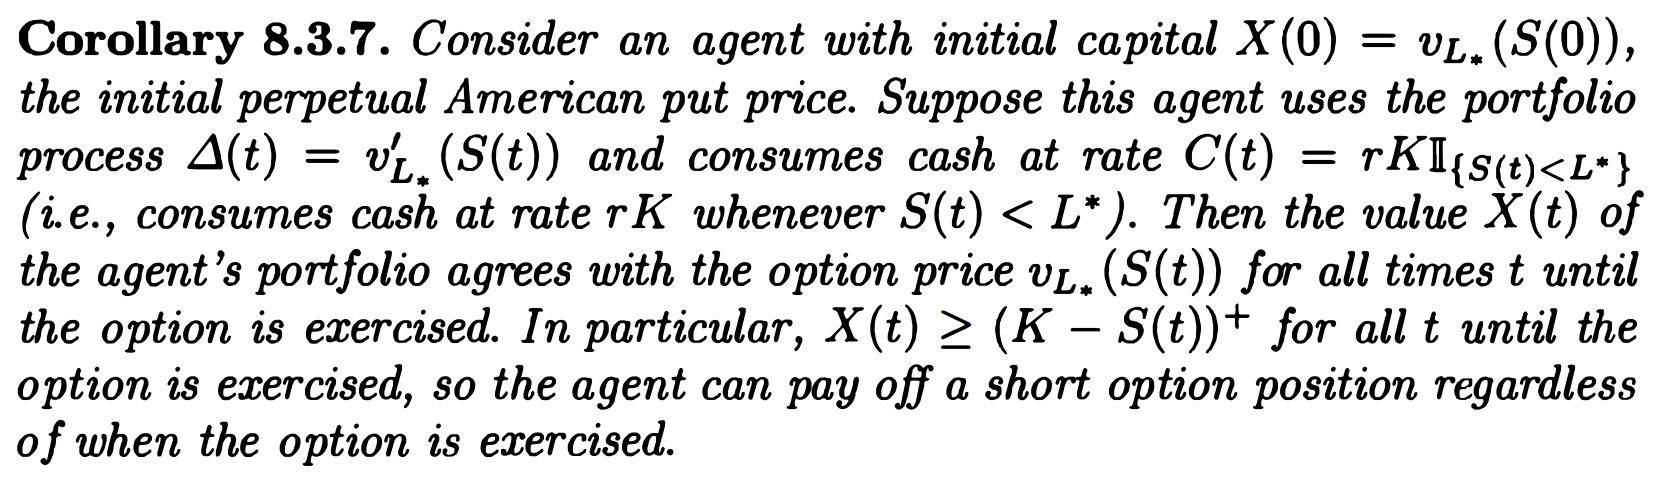 Corollary 8.3.7. Consider an agent with initial capital X(0) = v_{L_*}(S(0)),
the initial perpetual American put price. Suppose this agent uses the portfolio
process Δ(t) = v'_{L_*}(S(t)) and consumes cash at rate C(t) = rK𝕀_{{S(t)<L*}}
(i.e., consumes cash at rate rK whenever S(t) < L*). Then the value X(t) of
the agent's portfolio agrees with the option price v_{L_*}(S(t)) for all times t until
the option is exercised. In particular, X(t) ≥ (K − S(t))⁺ for all t until the
option is exercised, so the agent can pay off a short option position regardless
of when the option is exercised.